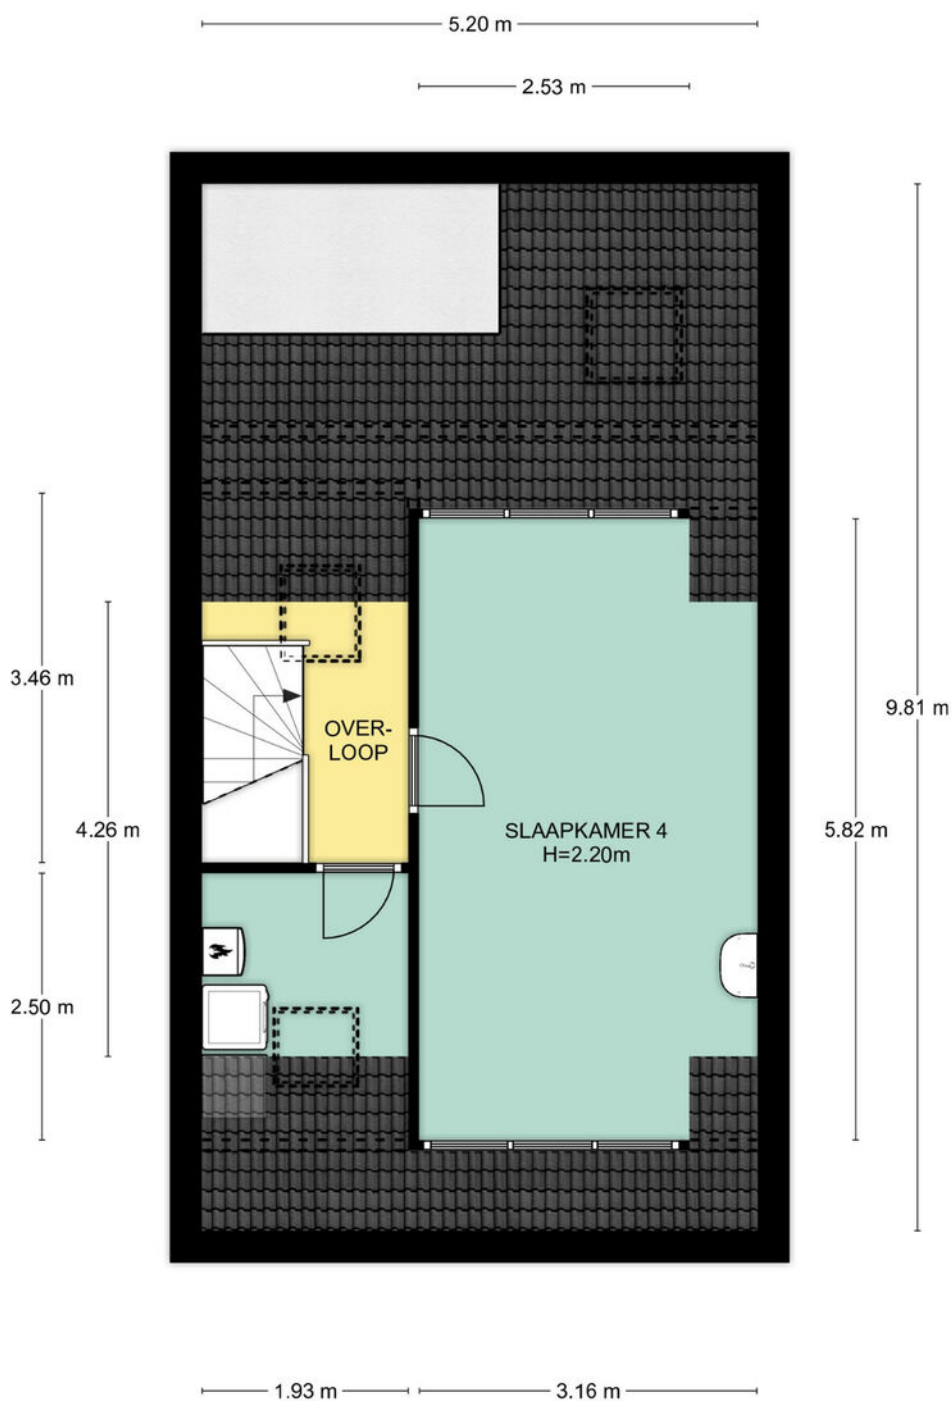 5.20 m
2.53 m
3.46 m
9.81 m
OVER-
LOOP
4.26 m
SLAAPKAMER 4
H=2.20m
5.82 m
2.50 m
1.93 m
3.16 m